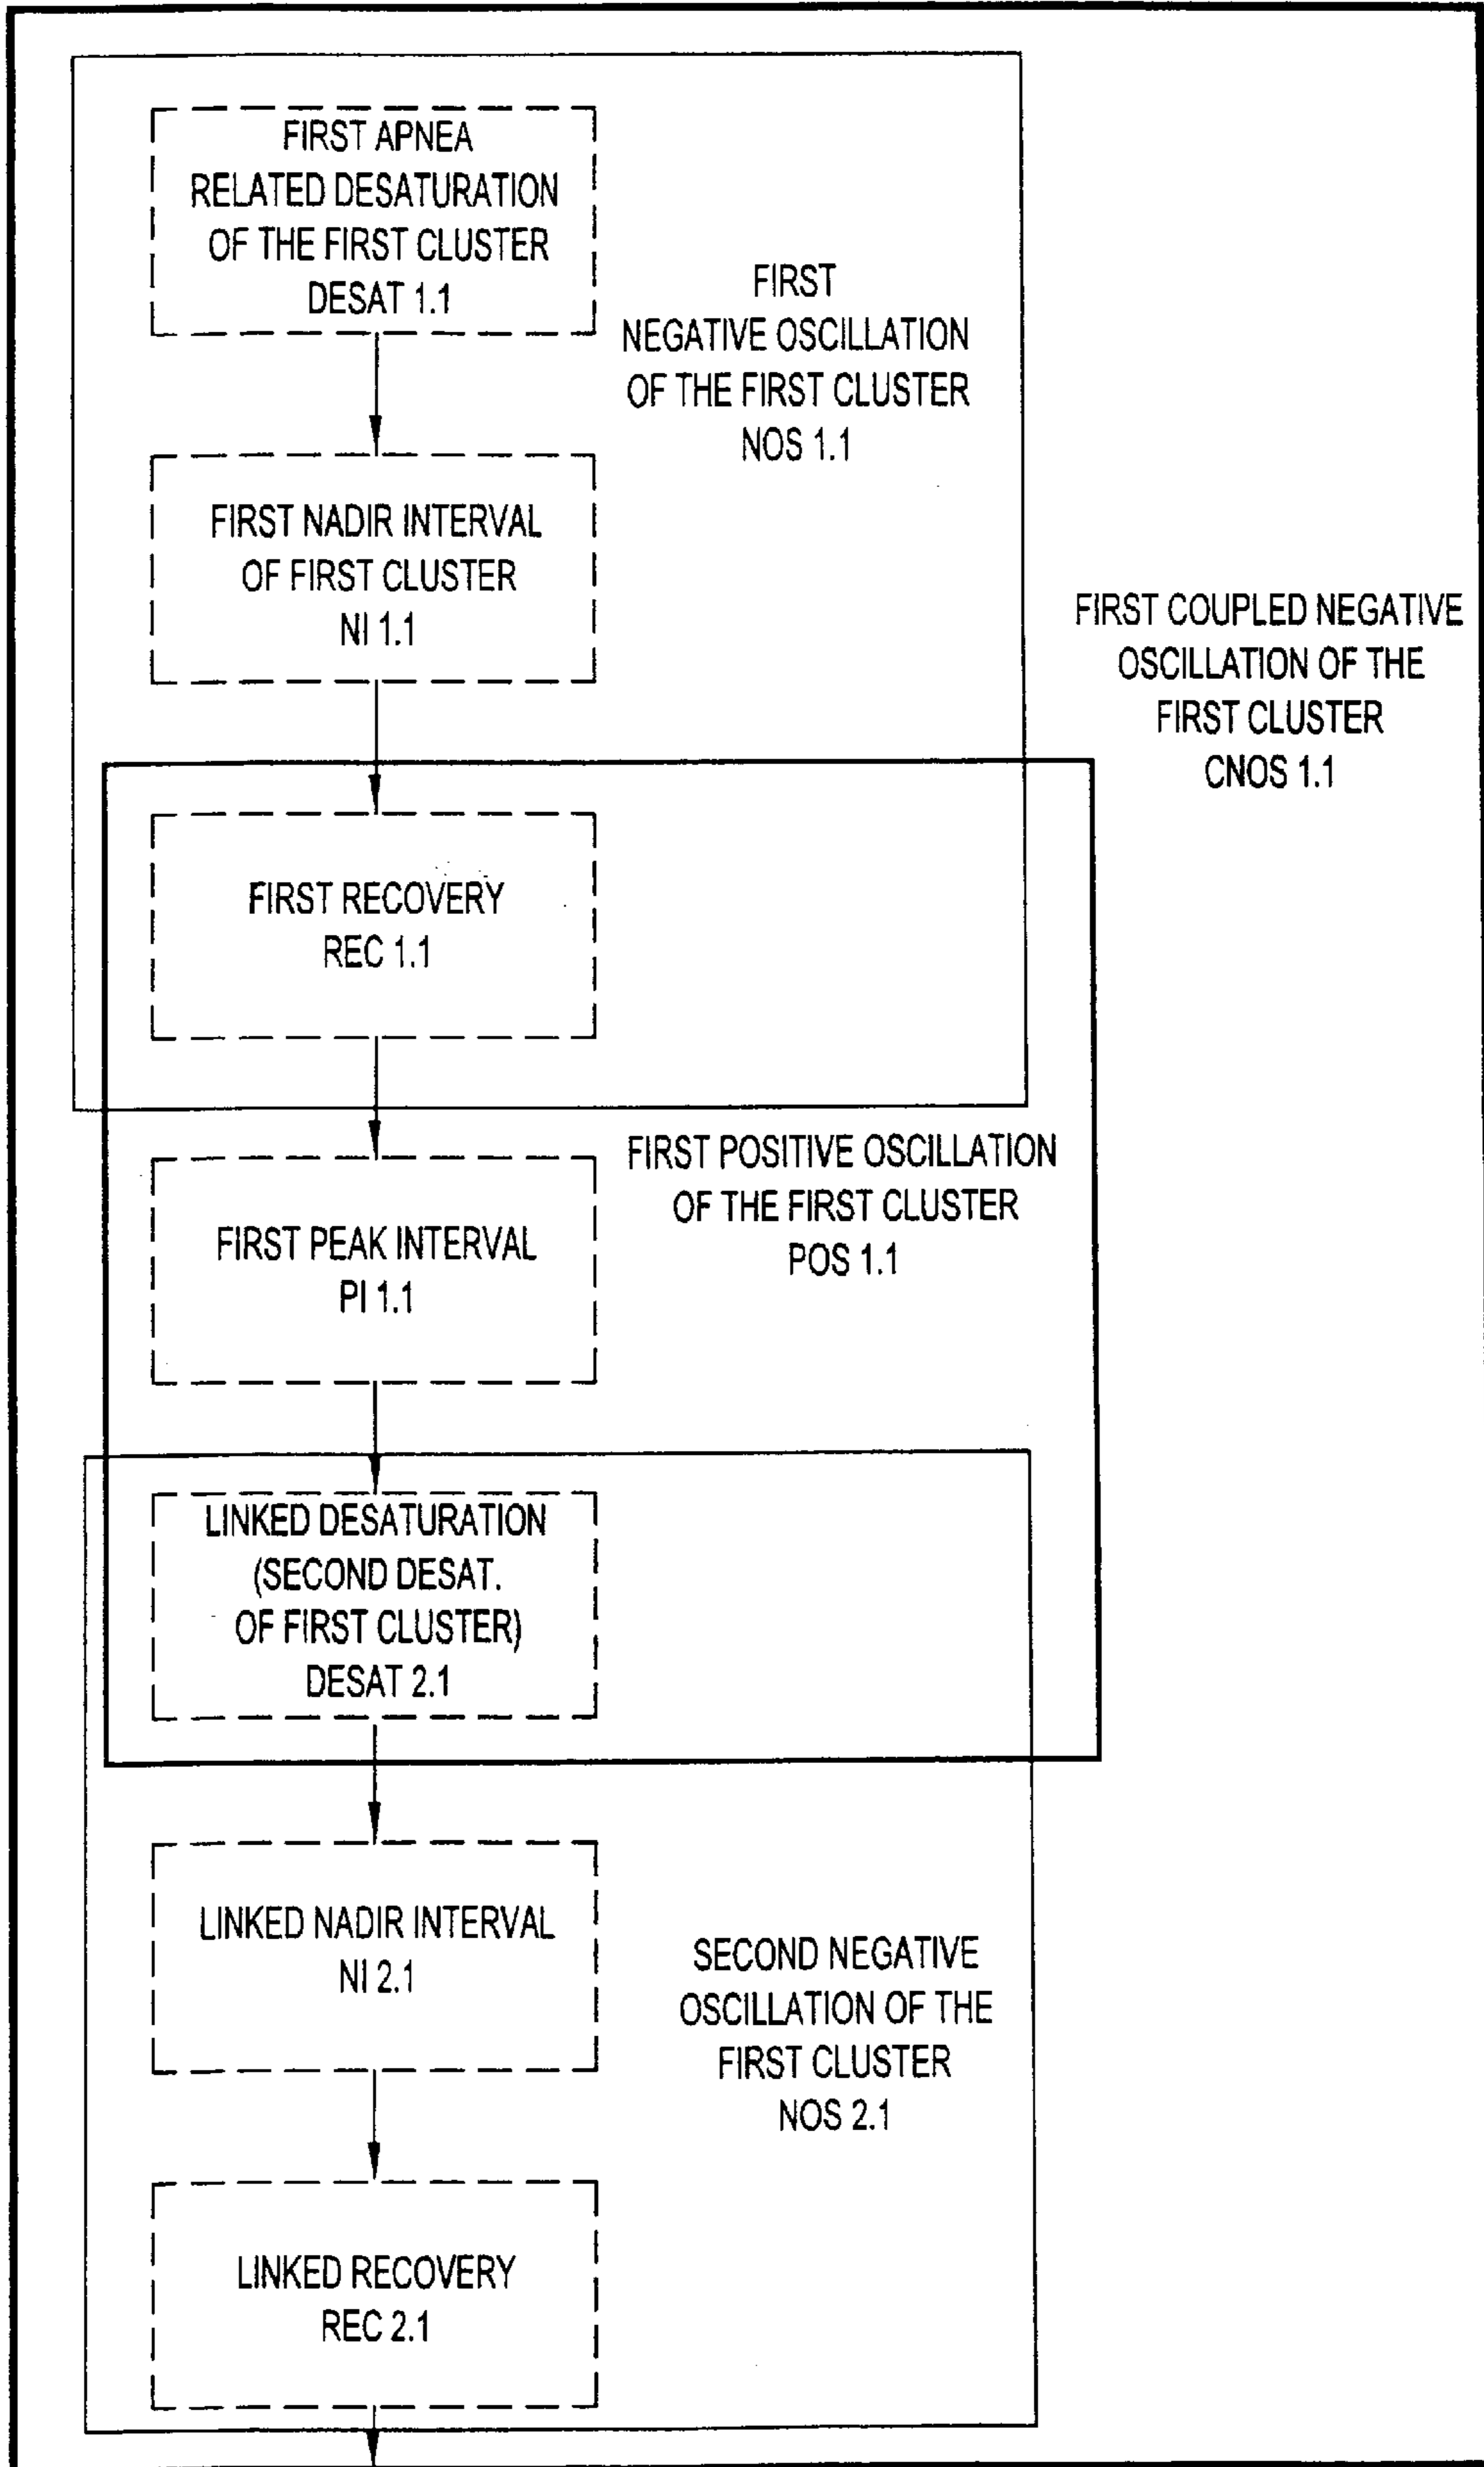 FIRST APNEA
RELATED DESATURATION
OF THE FIRST CLUSTER
DESAT 1.1
FIRST
NEGATIVE OSCILLATION
OF THE FIRST CLUSTER
NOS 1.1
FIRST NADIR INTERVAL
OF FIRST CLUSTER
NI 1.1
FIRST COUPLED NEGATIVE
OSCILLATION OF THE
FIRST CLUSTER
CNOS 1.1
FIRST RECOVERY
REC 1.1
FIRST POSITIVE OSCILLATION
OF THE FIRST CLUSTER
POS 1.1
FIRST PEAK INTERVAL
PI 1.1
LINKED DESATURATION
(SECOND DESAT.
OF FIRST CLUSTER)
DESAT 2.1
LINKED NADIR INTERVAL
NI 2.1
SECOND NEGATIVE
OSCILLATION OF THE
FIRST CLUSTER
NOS 2.1
LINKED RECOVERY
REC 2.1